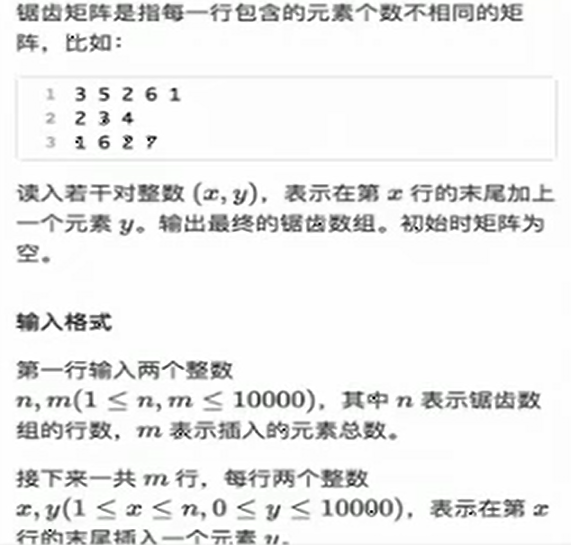 锯齿矩阵是指每一行包含的元素个数不相同的矩
阵，比如：
1 3 5 2 6 1
2 2 3 4
3 1 6 2 7
读入若干对整数 (x, y)，表示在第 x 行的末尾加上
一个元素 y。输出最终的锯齿数组。初始时矩阵为
空。
输入格式
第一行输入两个整数
n, m(1 ≤ n, m ≤ 10000)，其中 n 表示锯齿数
组的行数，m 表示插入的元素总数。
接下来一共 m 行，每行两个整数
x, y(1 ≤ x ≤ n, 0 ≤ y ≤ 10000)，表示在第 x
行的末尾插入一个元素 y。